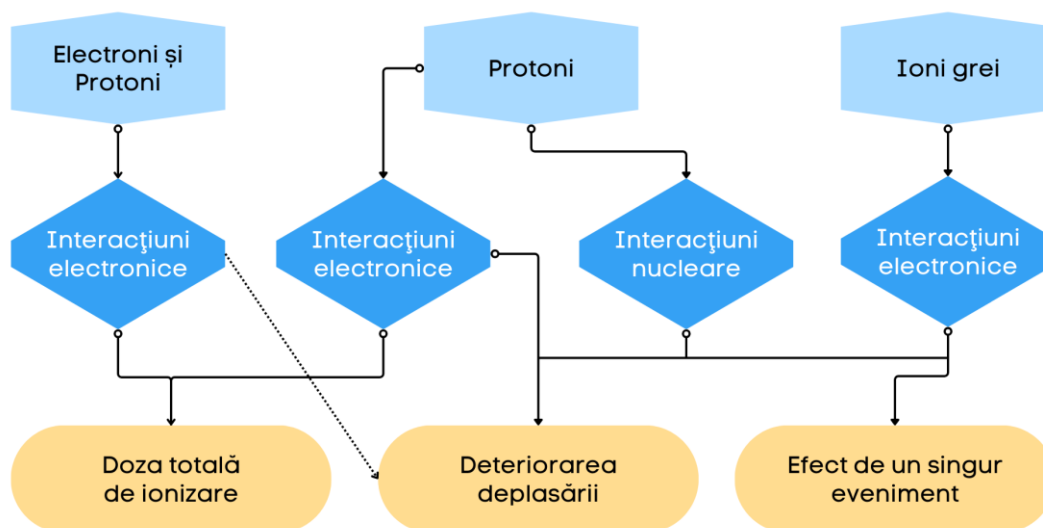 Electroni și
Protoni
Protoni
Ioni grei
Interacţiuni
electronice
Interacţiuni
electronice
Interacţiuni
nucleare
Interacţiuni
electronice
Doza totală
de ionizare
Deteriorarea
deplasării
Efect de un singur
eveniment